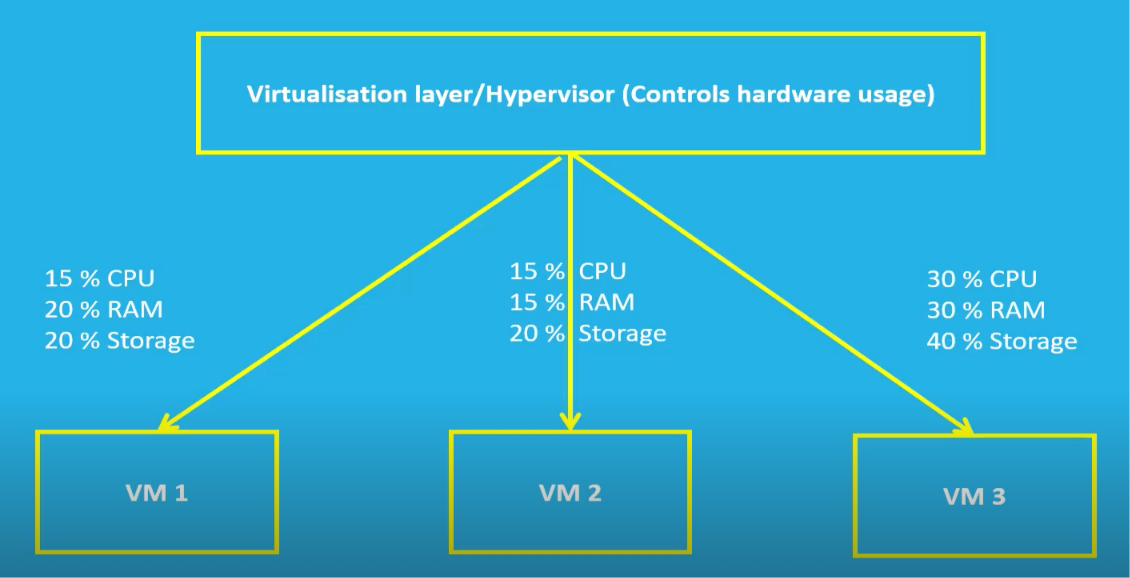 Virtualisation layer/Hypervisor (Controls hardware usage)
15 % CPU
20 % RAM
20 % Storage
15 % CPU
15 % RAM
20 % Storage
30 % CPU
30 % RAM
40 % Storage
VM 1
VM 2
VM 3